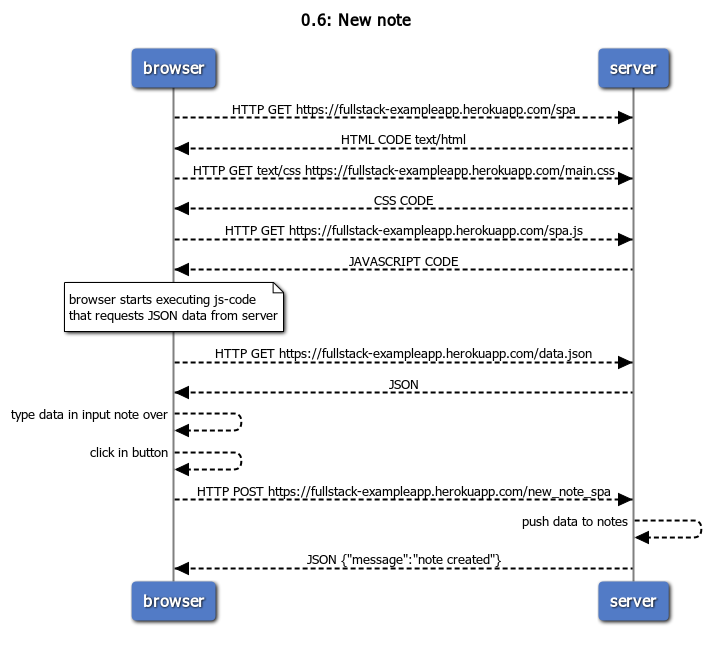 0.6: New note
browser
server
HTTP GET https://fullstack-exampleapp.herokuapp.com/spa
HTML CODE text/html
HTTP GET text/css https://fullstack-exampleapp.herokuapp.com/main.css
CSS CODE
HTTP GET https://fullstack-exampleapp.herokuapp.com/spa.js
JAVASCRIPT CODE
browser starts executing js-code
that requests JSON data from server
HTTP GET https://fullstack-exampleapp.herokuapp.com/data.json
JSON
type data in input note over
click in button
HTTP POST https://fullstack-exampleapp.herokuapp.com/new_note_spa
push data to notes
JSON {"message":"note created"}
browser
server